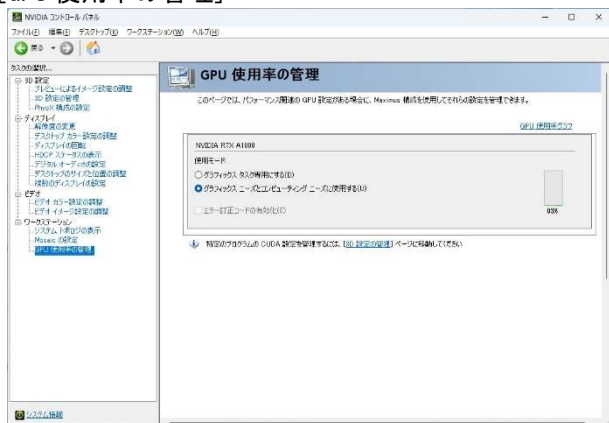 [GPU 使用率の管理]
NVIDIA コントロール パネル
ファイル(F) 編集(E) デスクトップ(K) ワークステーション(W) ヘルプ(H)
戻る
タスクの選択...
3D 設定
プレビューによるイメージ設定の調整
3D 設定の管理
PhysX 構成の設定
ディスプレイ
解像度の変更
デスクトップ カラー設定の調整
ディスプレイの回転
HDCP ステータスの表示
デジタル オーディオの設定
デスクトップのサイズと位置の調整
複数のディスプレイの設定
ビデオ
ビデオ カラー設定の調整
ビデオ イメージ設定の調整
ワークステーション
システム トポロジの表示
Mosaic の設定
GPU 使用率の管理
システム情報
GPU 使用率の管理
このページでは、パフォーマンス関連の GPU 設定がある場合に、Maximus 構成を使用してそれらの設定を管理できます。
GPU 使用率グラフ
NVIDIA RTX A1000
使用モード
グラフィックス タスク専用にする(D)
グラフィックス ニーズとコンピューティング ニーズに使用する(U)
エラー訂正コードの有効化(E)
特定のプログラムの CUDA 設定を管理するには、[3D 設定の管理] ページに移動してください